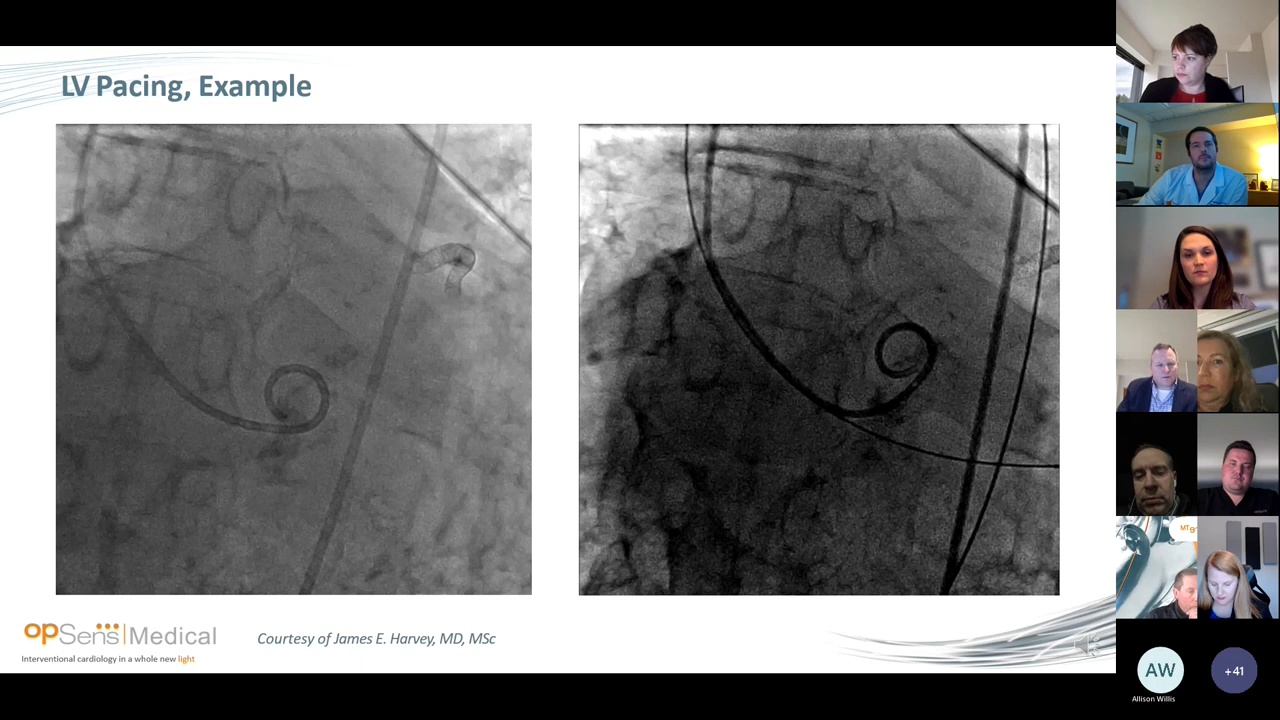 LV Pacing, Example
opSens Medical
Interventional cardiology in a whole new light
Courtesy of James E. Harvey, MD, MSc
AW
Allison Willis
+41